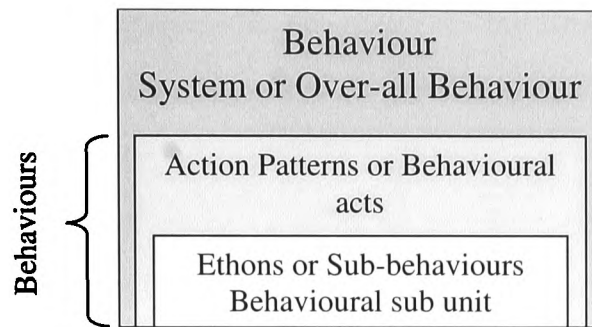 Behaviour
System or Over-all Behaviour
Behaviours
Action Patterns or Behavioural
acts
Ethons or Sub-behaviours
Behavioural sub unit